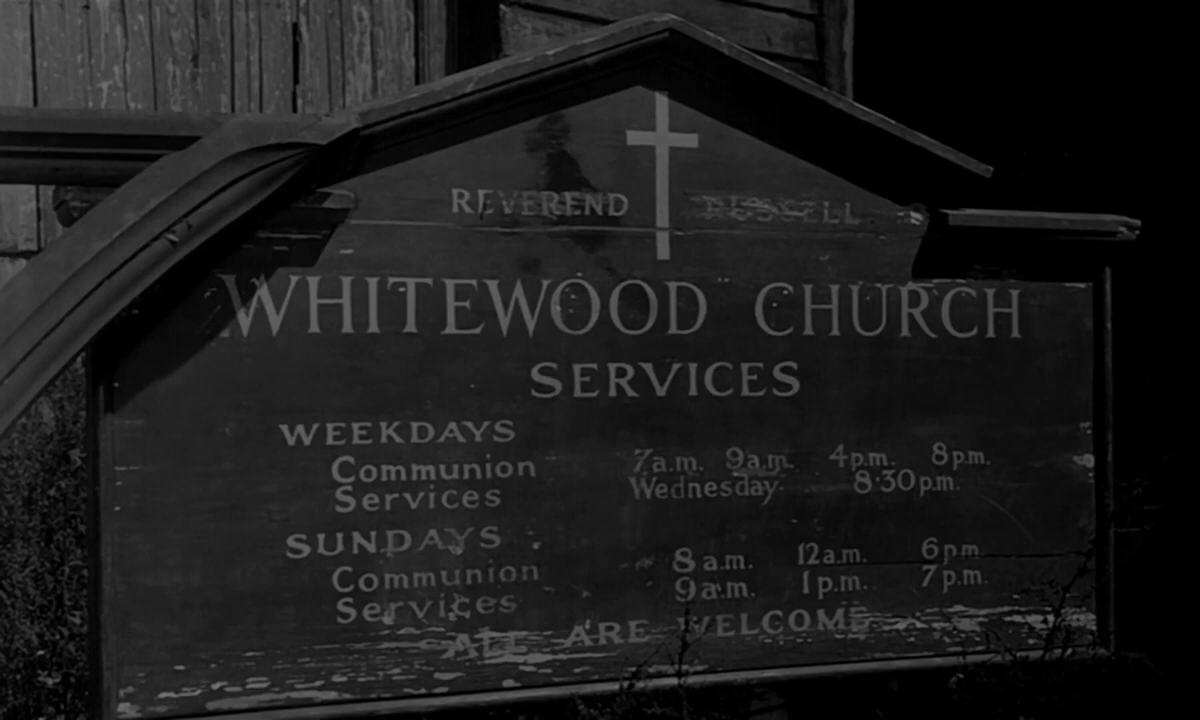 REVEREND RUSSELL
WHITEWOOD CHURCH
SERVICES
WEEKDAYS
Communion 7a.m. 9a.m. 4p.m. 8p.m.
Services Wednesday 8·30p.m.
SUNDAYS
Communion 8a.m. 12a.m. 6p.m
Services 9a.m. 1p.m. 7p.m.
ALL ARE WELCOME